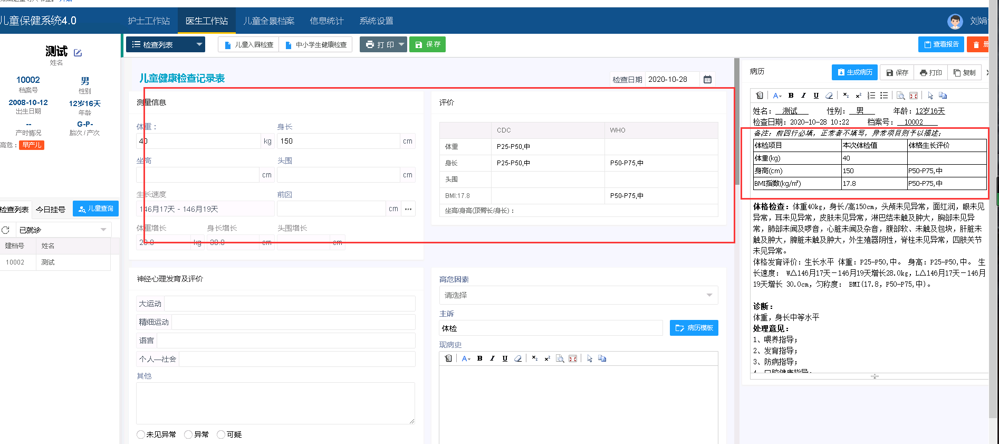 儿童保健系统4.0
护士工作站
医生工作站
儿童全景档案
信息统计
系统设置
刘娟
检查列表
儿童入园检查
中小学生健康检查
打 印
保存
查看报告
测试
姓名
10002
男
档案号
性别
2008-10-12
12岁16天
出生日期
年龄
--
G-P-
产时情况
胎次 / 产次
高危：
早产儿
检查列表
今日挂号
儿童查询
已就诊
建档号
姓名
10002
测试
儿童健康检查记录表
检查日期
2020-10-28
测量信息
体重：
身长
40
kg
150
cm
坐高
头围
cm
cm
生长速度
前囟
146月17天 - 146月19天
cm
体重增长
身长增长
头围增长
kg
cm
cm
评价
CDC
WHO
体重
P25-P50,中
身长
P25-P50,中
P50-P75,中
头围
BMI:17.8
P50-P75,中
坐高/身高(顶臀长/身长)：
神经心理发育及评价
大运动
精细运动
语言
个人—社会
其他
未见异常
异常
可疑
高危因素
请选择
主诉
体检
病历模板
现病史
病历
生成病历
保存
打印
复制
姓名： 测试 性别： 男 年龄：12岁16天
检查日期：2020-10-28 10:22 档案号： 10002
备注：前四行必填，正常者不填写，异常项目则予以描述；
体检项目 本次体检值 体格生长评价
体重(kg) 40
身高(cm) 150 P50-P75,中
BMI指数(kg/㎡) 17.8 P50-P75,中
体格检查：体重40kg，身长/高150cm，头颅未见异常，面红润，眼未见
异常，耳未见异常，皮肤未见异常，淋巴结未触及肿大，胸部未见异
常，肺部未闻及啰音，心脏未闻及杂音，腹部软、未触及包块，肝脏未
触及肿大，脾脏未触及肿大，外生殖器阴性，脊柱未见异常，四肢关节
未见异常。
体格发育评价：生长水平 体重：P25-P50,中。 身高：P25-P50,中。 生
长速度： W△146月17天－146月19天增长28.0kg，L△146月17天－146月
19天增长 30.0cm，匀称度： BMI(17.8，P50-P75,中)。
诊断：
体重，身长中等水平
处理意见：
1、喂养指导；
2、发育指导；
3、防病指导；
4、口腔健康指导；